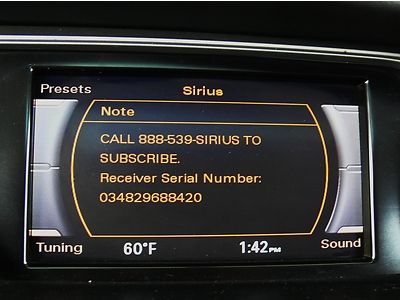 Presets
Sirius
Note
CALL 888-539-SIRIUS TO
SUBSCRIBE.
Receiver Serial Number:
034829688420
Tuning
60°F
1:42PM
Sound